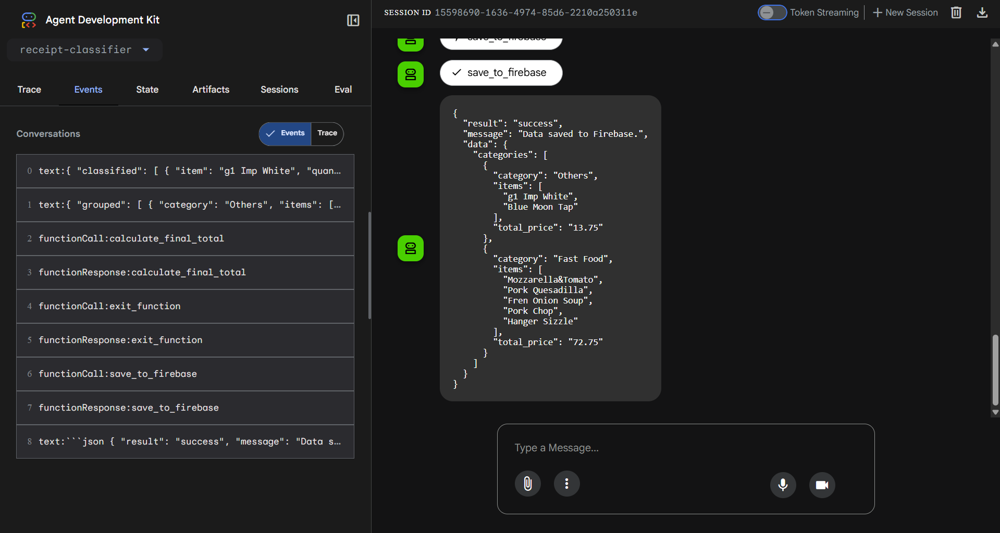 Agent Development Kit
receipt-classifier
Trace Events State Artifacts Sessions Eval
Conversations
Events Trace
0 text:{ "classified": [ { "item": "g1 Imp White", "quan...
1 text:{ "grouped": [ { "category": "Others", "items": [...
2 functionCall:calculate_final_total
3 functionResponse:calculate_final_total
4 functionCall:exit_function
5 functionResponse:exit_function
6 functionCall:save_to_firebase
7 functionResponse:save_to_firebase
8 text:```json { "result": "success", "message": "Data s...
SESSION ID 15598690-1636-4974-85d6-2210a250311e
Token Streaming
New Session
save_to_firebase
save_to_firebase
{
"result": "success",
"message": "Data saved to Firebase.",
"data": {
"categories": [
{
"category": "Others",
"items": [
"g1 Imp White",
"Blue Moon Tap"
],
"total_price": "13.75"
},
{
"category": "Fast Food",
"items": [
"Mozzarella&Tomato",
"Pork Quesadilla",
"Fren Onion Soup",
"Pork Chop",
"Hanger Sizzle"
],
"total_price": "72.75"
}
]
}
}
Type a Message...